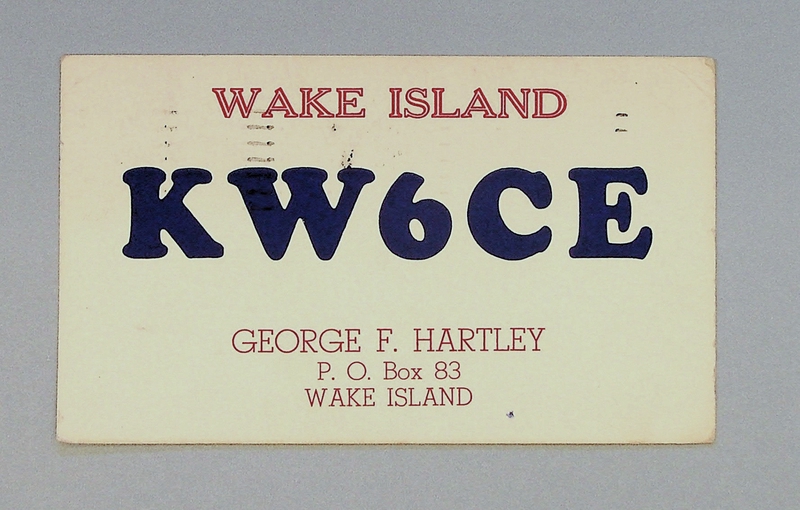 WAKE ISLAND
KW6CE
GEORGE F. HARTLEY
P. O. Box 83
WAKE ISLAND